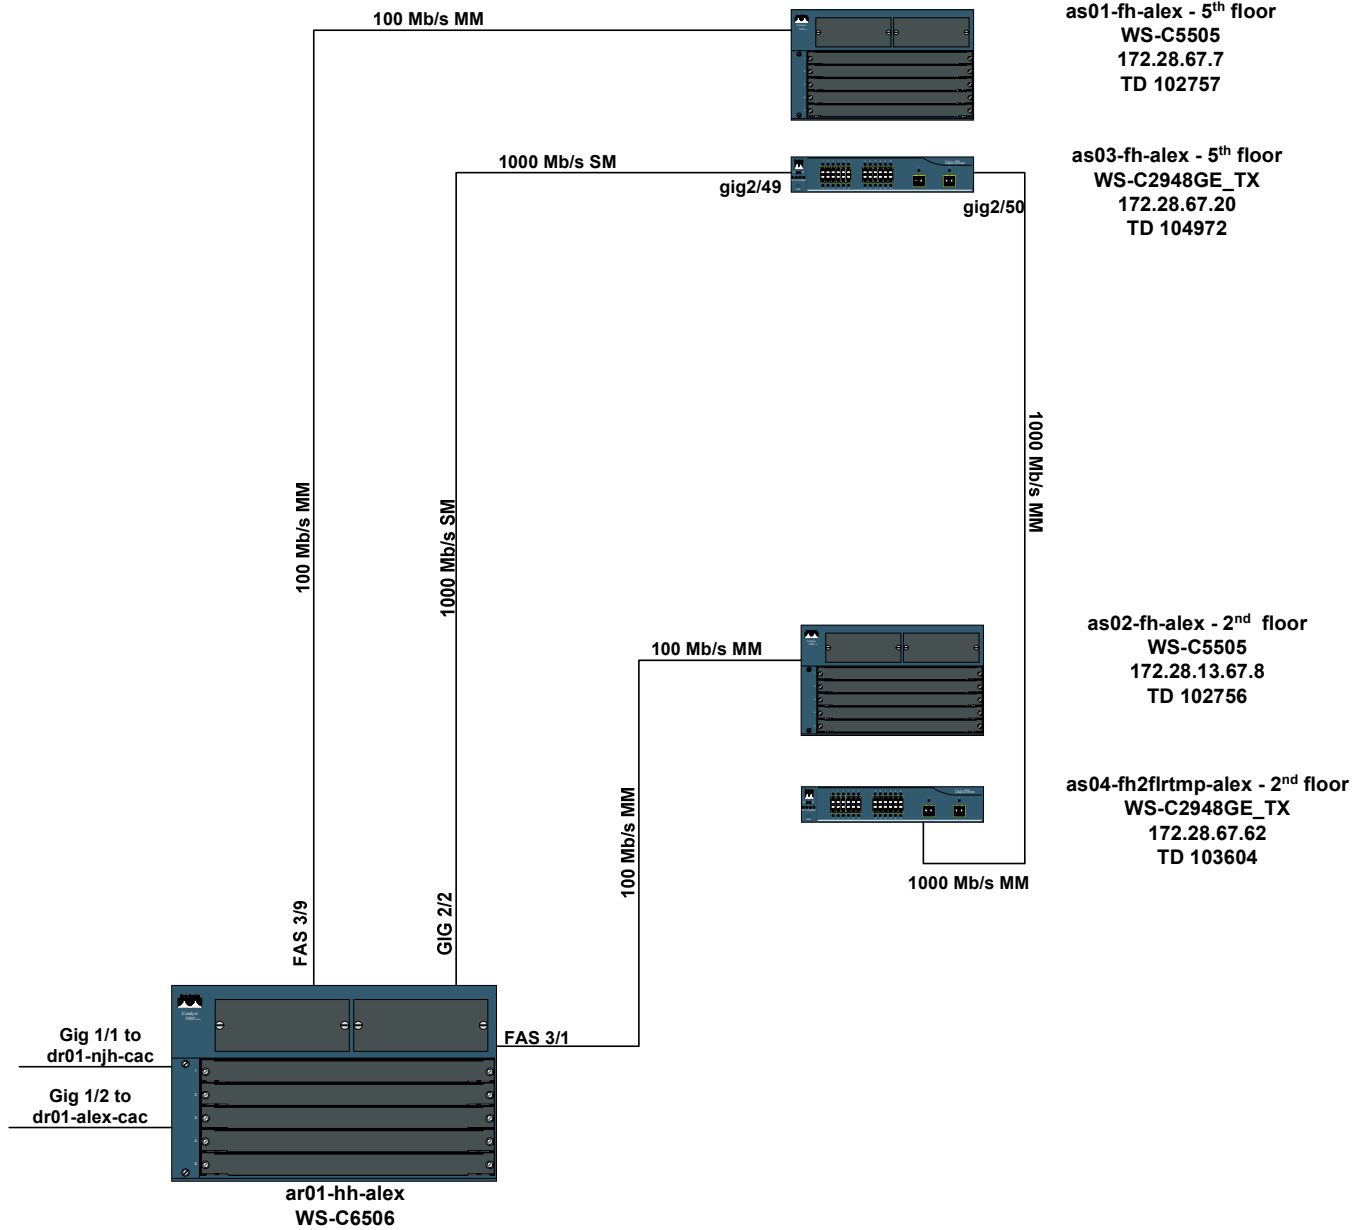 100 Mb/s MM
as01-fh-alex - 5th floor
WS-C5505
172.28.67.7
TD 102757
1000 Mb/s SM
gig2/49
gig2/50
as03-fh-alex - 5th floor
WS-C2948GE_TX
172.28.67.20
TD 104972
100 Mb/s MM
1000 Mb/s SM
1000 Mb/s MM
100 Mb/s MM
as02-fh-alex - 2nd floor
WS-C5505
172.28.13.67.8
TD 102756
100 Mb/s MM
as04-fh2flrtmp-alex - 2nd floor
WS-C2948GE_TX
172.28.67.62
TD 103604
1000 Mb/s MM
FAS 3/9
GIG 2/2
FAS 3/1
Gig 1/1 to
dr01-njh-cac
Gig 1/2 to
dr01-alex-cac
ar01-hh-alex
WS-C6506